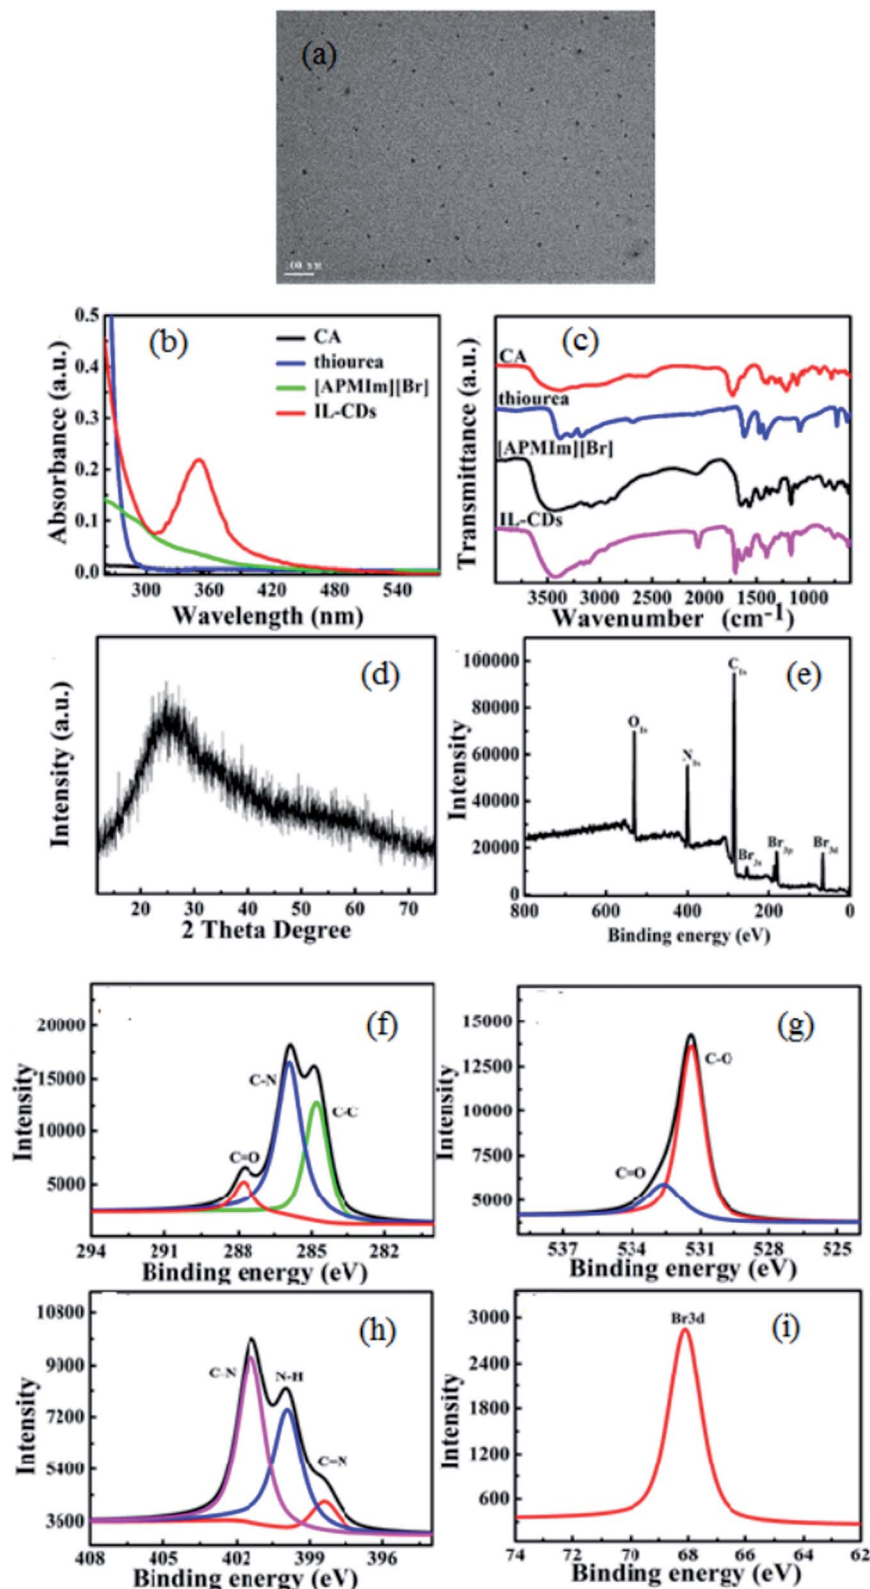 (a)
100 nm
(b)
CA
thiourea
[APMIm][Br]
IL-CDs
Absorbance (a.u.)
0.5
0.4
0.3
0.2
0.1
0.0
300 360 420 480 540
Wavelength (nm)
(c)
CA
thiourea
[APMIm][Br]
IL-CDs
Transmittance (a.u.)
3500 3000 2500 2000 1500 1000
Wavenumber (cm-1)
(d)
Intensity (a.u.)
20 30 40 50 60 70
2 Theta Degree
(e)
Intensity
100000
80000
60000
40000
20000
0
O1s
N1s
C1s
Br3s
Br3p
Br3d
800 600 400 200 0
Binding energy (eV)
(f)
Intensity
20000
15000
10000
5000
C=O
C-N
C-C
294 291 288 285 282
Binding energy (eV)
(g)
Intensity
15000
12500
10000
7500
5000
C=O
C-O
537 534 531 528 525
Binding energy (eV)
(h)
Intensity
10800
9000
7200
5400
3500
C-N
N-H
C=N
408 405 402 399 396
Binding energy (eV)
(i)
Intensity
3000
2400
1800
1200
600
Br3d
74 72 70 68 66 64 62
Binding energy (eV)